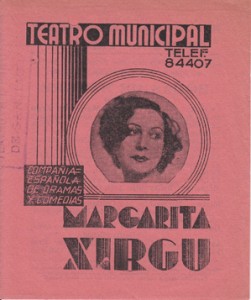 TEATRO MUNICIPAL
TELEF.
84407
COMPAÑIA
ESPAÑOLA
DE DRAMAS
Y COMEDIAS
MARGARITA
XIRGU